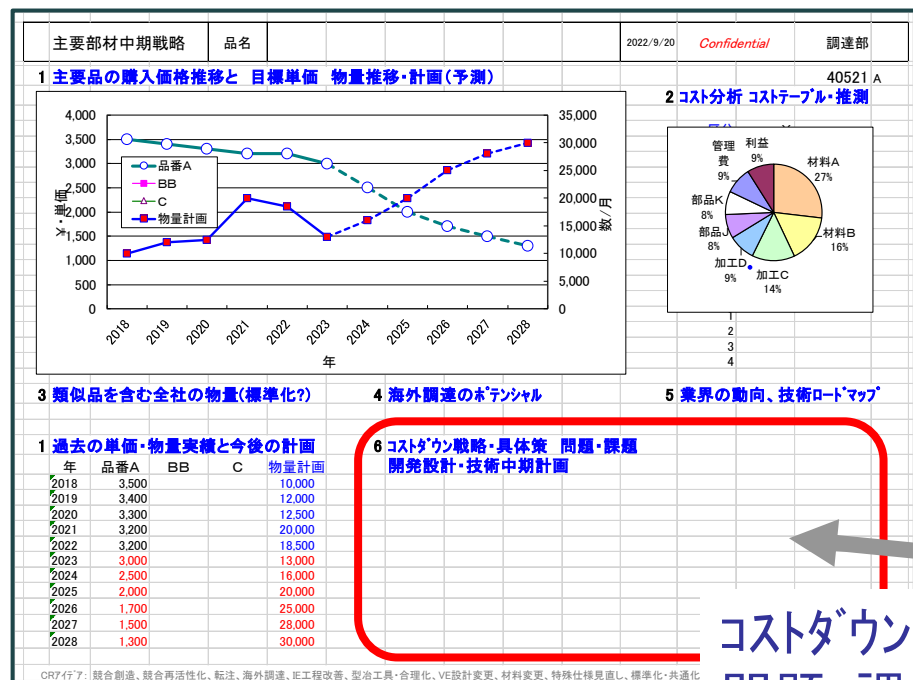 主要部材中期戦略 品名 2022/9/20 Confidential 調達部
1 主要品の購入価格推移と 目標単価 物量推移・計画(予測)
40521 A
2 コスト分析 コストテーブル・推測
4,000
3,500
3,000
2,500
2,000
1,500
1,000
500
0
¥・単価
品番A
BB
C
物量計画
35,000
30,000
25,000
20,000
15,000
10,000
5,000
0
数/月
2018 2019 2020 2021 2022 2023 2024 2025 2026 2027 2028
年
管理費 9%
利益 9%
材料A 27%
材料B 16%
加工C 14%
加工D 9%
部品J 8%
部品K 8%
1
2
3
4
3 類似品を含む全社の物量(標準化?)
4 海外調達のポテンシャル
5 業界の動向、技術ロードマップ
1 過去の単価・物量実績と今後の計画
年 品番A BB C 物量計画
2018 3,500 10,000
2019 3,400 12,000
2020 3,300 12,500
2021 3,200 20,000
2022 3,200 18,500
2023 3,000 13,000
2024 2,500 16,000
2025 2,000 20,000
2026 1,700 25,000
2027 1,500 28,000
2028 1,300 30,000
6 コストダウン戦略・具体策 問題・課題
開発設計・技術中期計画
コストダウン
CRアイデア: 競合創造、競合再活性化、転注、海外調達、IE工程改善、型冶工具・合理化、VE設計変更、材料変更、特殊仕様見直し、標準化・共通化